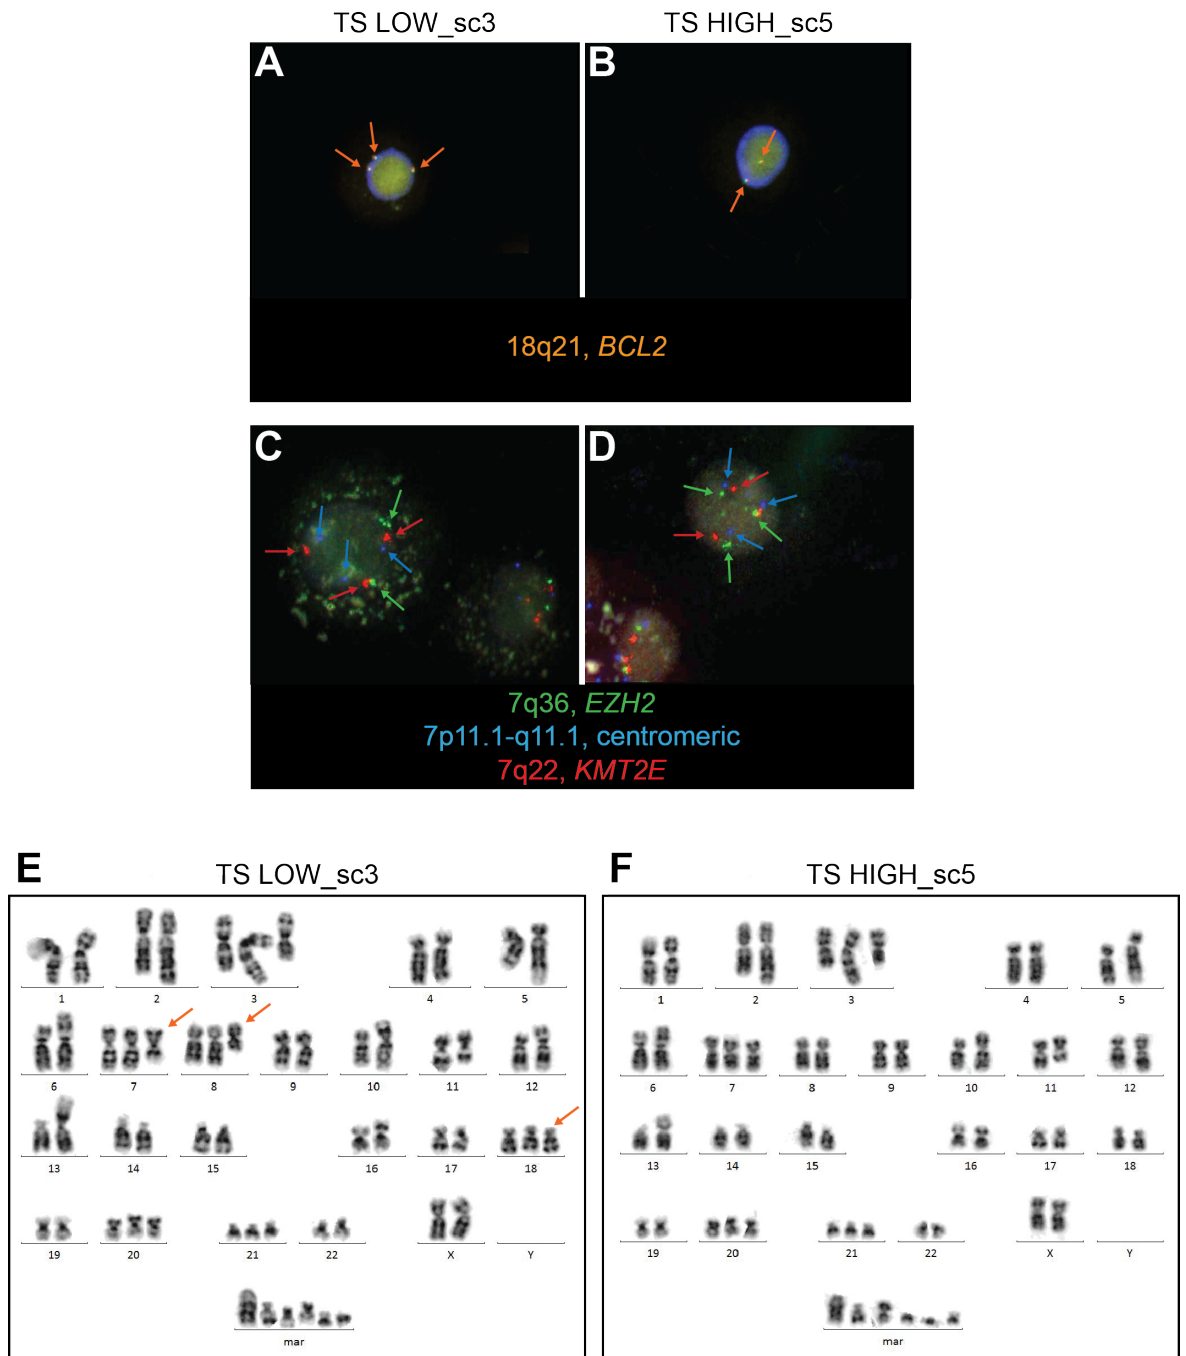 TS LOW_sc3 TS HIGH_sc5
A B
18q21, BCL2
C D
7q36, EZH2
7p11.1-q11.1, centromeric
7q22, KMT2E
E TS LOW_sc3 F TS HIGH_sc5
1 2 3 4 5
6 7 8 9 10 11 12
13 14 15 16 17 18
19 20 21 22 X Y
mar
1 2 3 4 5
6 7 8 9 10 11 12
13 14 15 16 17 18
19 20 21 22 X Y
mar